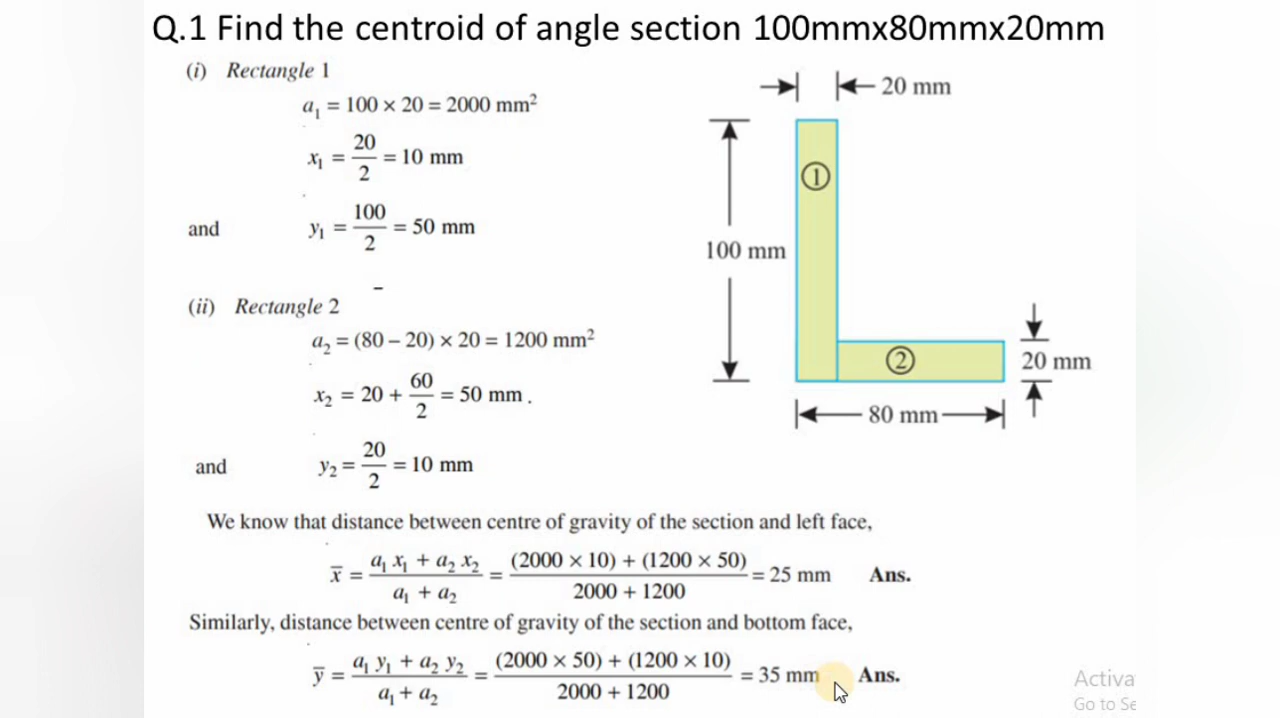 Q.1 Find the centroid of angle section 100mmx80mmx20mm
(i) Rectangle 1
a₁ = 100 × 20 = 2000 mm²
x₁ = 20/2 = 10 mm
and y₁ = 100/2 = 50 mm
(ii) Rectangle 2
a₂ = (80 – 20) × 20 = 1200 mm²
x₂ = 20 + 60/2 = 50 mm .
and y₂ = 20/2 = 10 mm
20 mm
①
100 mm
②
20 mm
80 mm
We know that distance between centre of gravity of the section and left face,
x̅ = (a₁ x₁ + a₂ x₂)/(a₁ + a₂) = ((2000 × 10) + (1200 × 50))/(2000 + 1200) = 25 mm Ans.
Similarly, distance between centre of gravity of the section and bottom face,
y̅ = (a₁ y₁ + a₂ y₂)/(a₁ + a₂) = ((2000 × 50) + (1200 × 10))/(2000 + 1200) = 35 mm Ans.
Activa
Go to Se